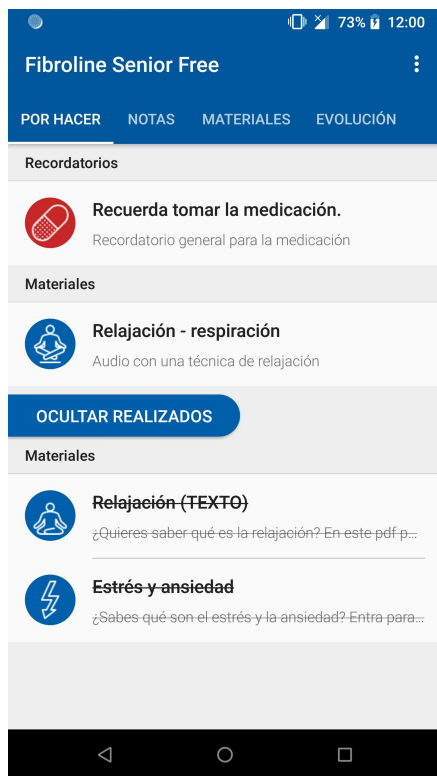 73% 12:00
Fibroline Senior Free
POR HACER NOTAS MATERIALES EVOLUCIÓN
Recordatorios
Recuerda tomar la medicación.
Recordatorio general para la medicación
Materiales
Relajación - respiración
Audio con una técnica de relajación
OCULTAR REALIZADOS
Materiales
Relajación (TEXTO)
¿Quieres saber qué es la relajación? En este pdf p...
Estrés y ansiedad
¿Sabes qué son el estrés y la ansiedad? Entra para...